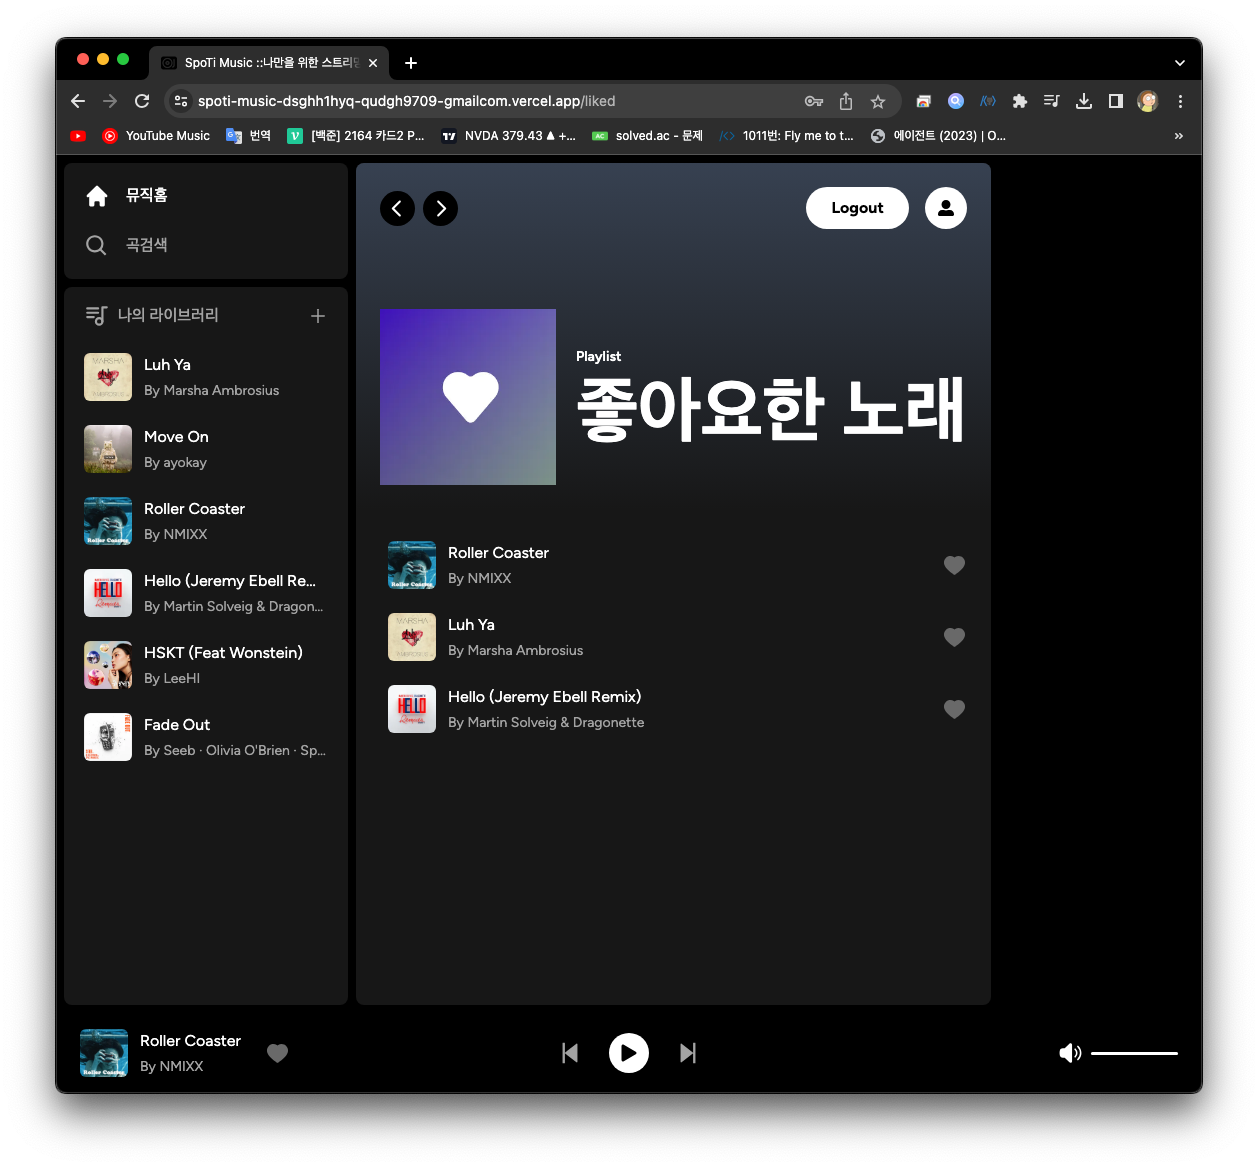 SpoTi Music ::나만을 위한 스트리밍
spoti-music-dsghh1hyq-qudgh9709-gmailcom.vercel.app/liked
YouTube Music
번역
[백준] 2164 카드2 P...
NVDA 379.43 ▲ +...
solved.ac - 문제
1011번: Fly me to t...
에이전트 (2023) | O...
»
뮤직홈
곡검색
나의 라이브러리
Luh Ya
By Marsha Ambrosius
Move On
By ayokay
Roller Coaster
By NMIXX
Hello (Jeremy Ebell Re...
By Martin Solveig & Dragon...
HSKT (Feat Wonstein)
By LeeHI
Fade Out
By Seeb · Olivia O'Brien · Sp...
Logout
Playlist
좋아요한 노래
Roller Coaster
By NMIXX
Luh Ya
By Marsha Ambrosius
Hello (Jeremy Ebell Remix)
By Martin Solveig & Dragonette
Roller Coaster
By NMIXX